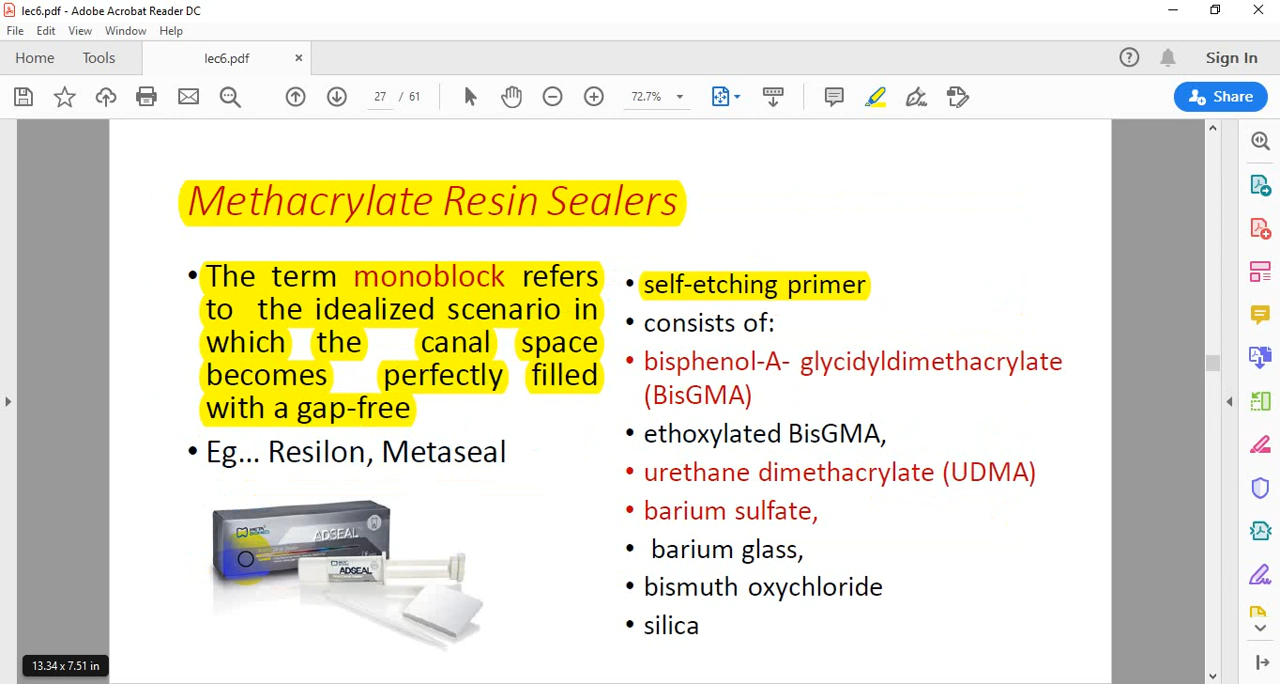 lec6.pdf - Adobe Acrobat Reader DC
File Edit View Window Help
Home Tools lec6.pdf × Sign In
27 / 61 72.7% Share
Methacrylate Resin Sealers
• The term monoblock refers
to the idealized scenario in
which the canal space
becomes perfectly filled
with a gap-free
• Eg... Resilon, Metaseal
ADSEAL
ADSEAL
• self-etching primer
• consists of:
• bisphenol-A- glycidyldimethacrylate
(BisGMA)
• ethoxylated BisGMA,
• urethane dimethacrylate (UDMA)
• barium sulfate,
• barium glass,
• bismuth oxychloride
• silica
13.34 x 7.51 in